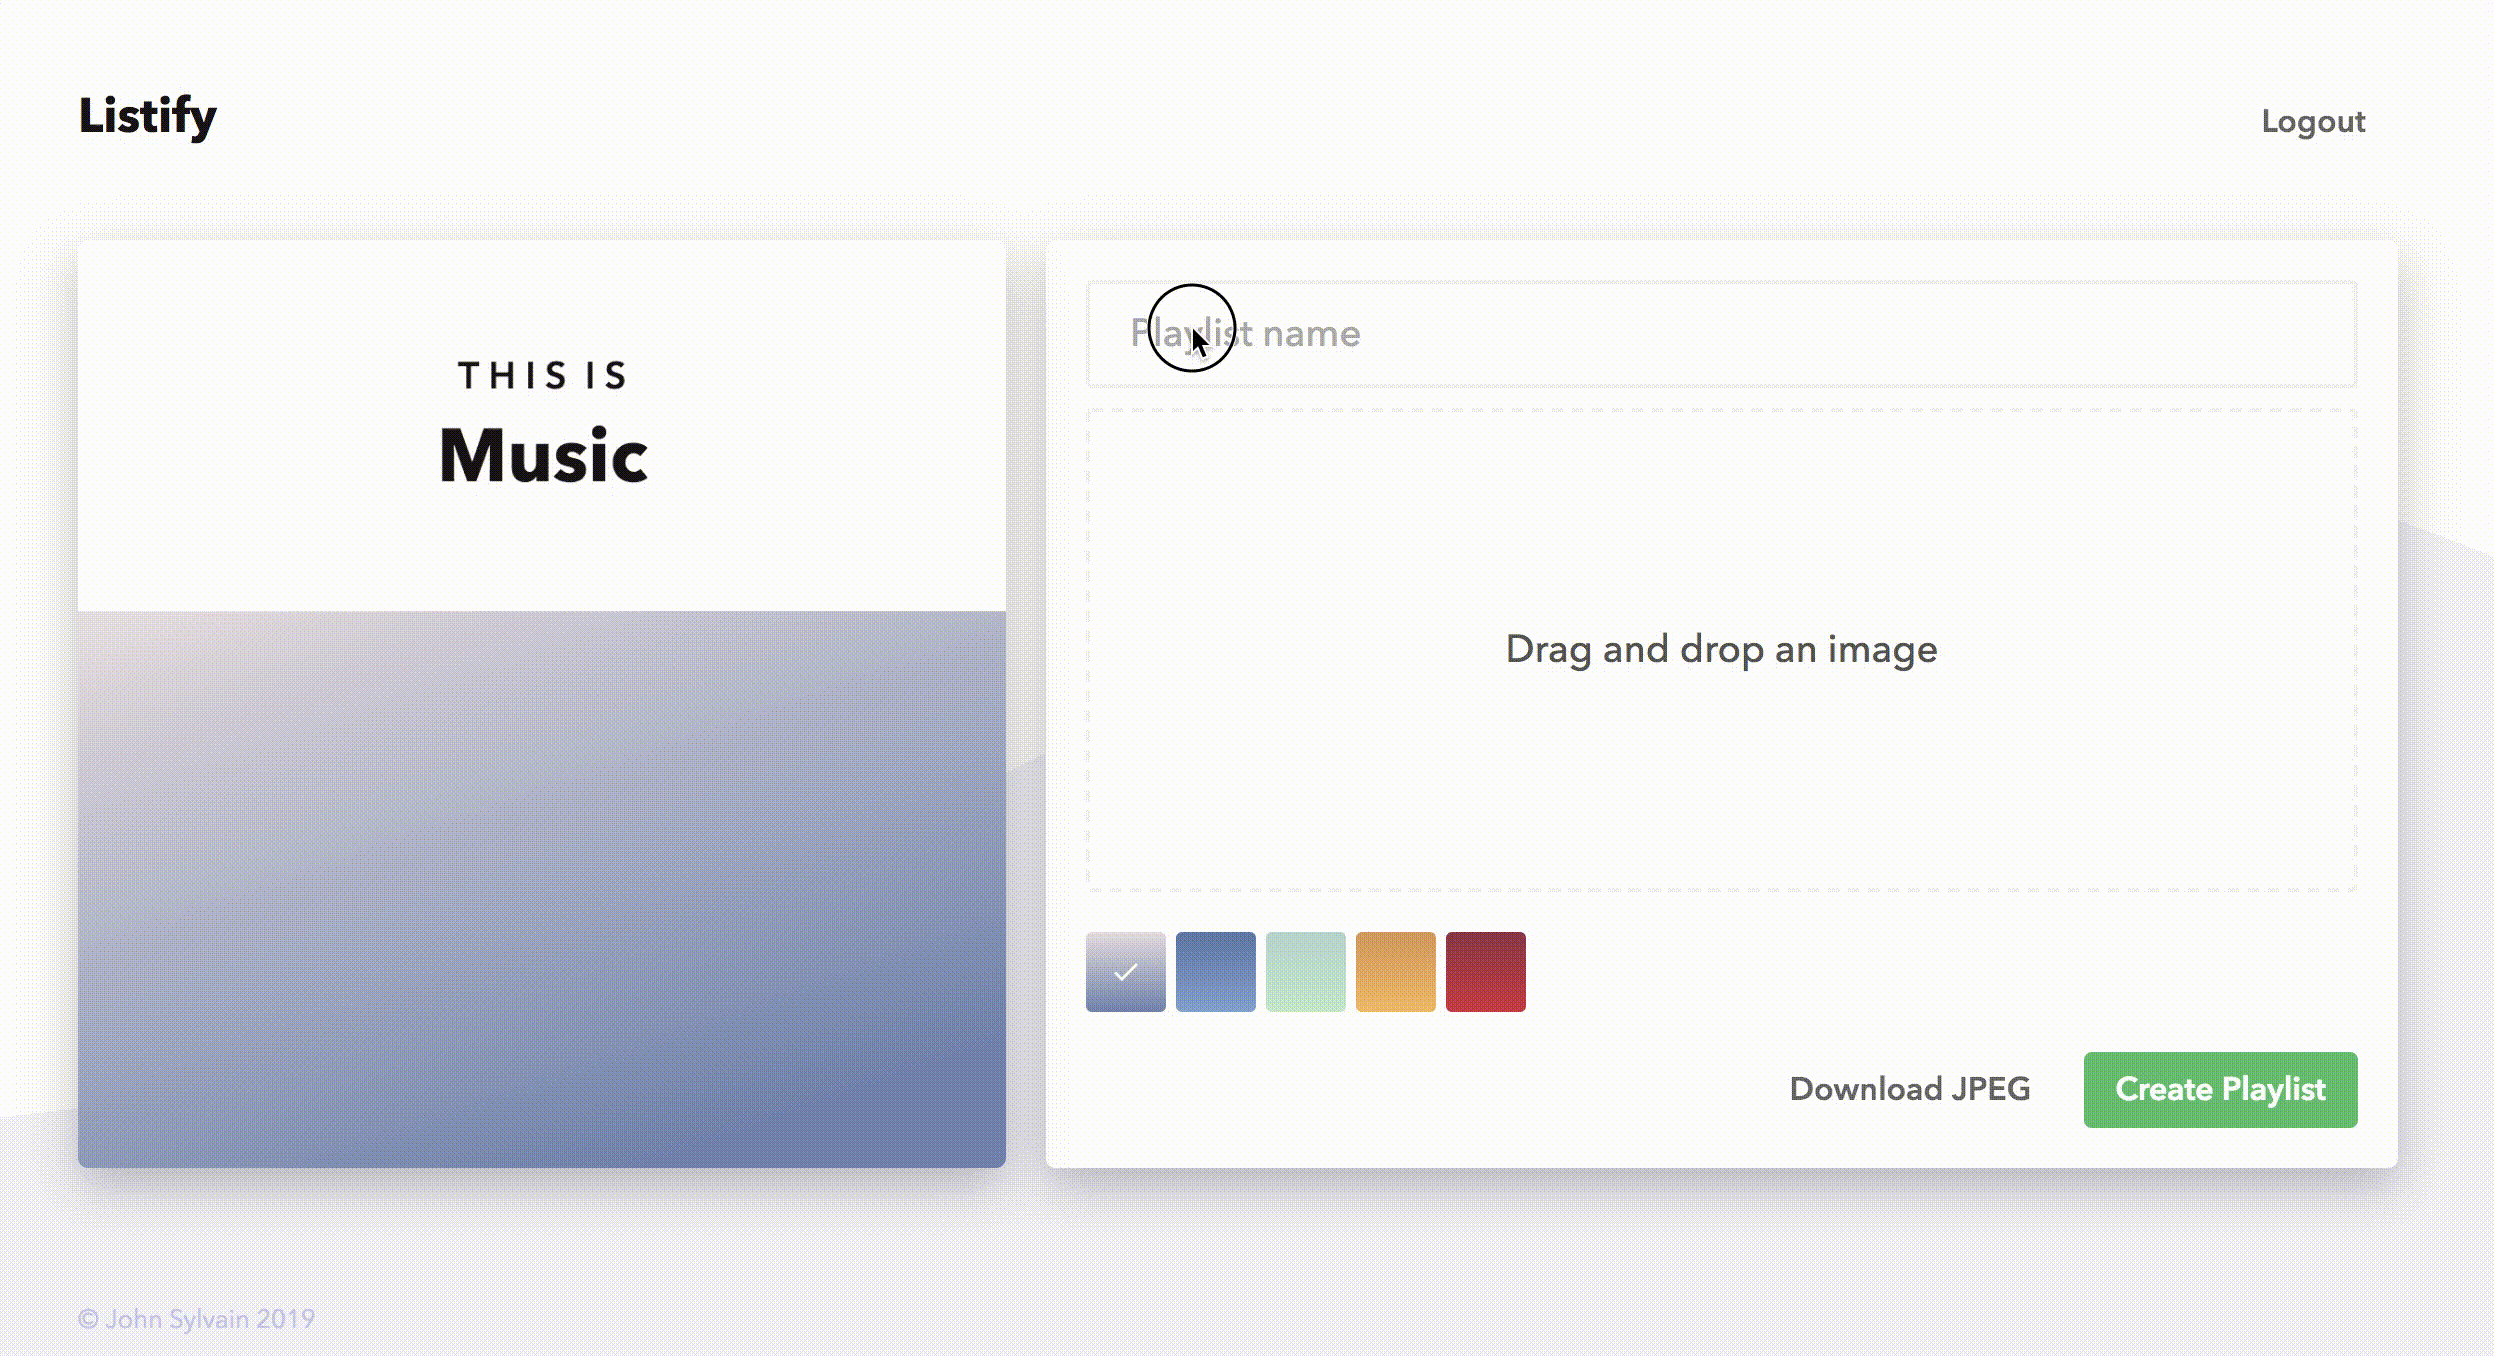 Listify
Logout
THIS IS
Music
Playlist name
Drag and drop an image
Download JPEG
Create Playlist
© John Sylvain 2019